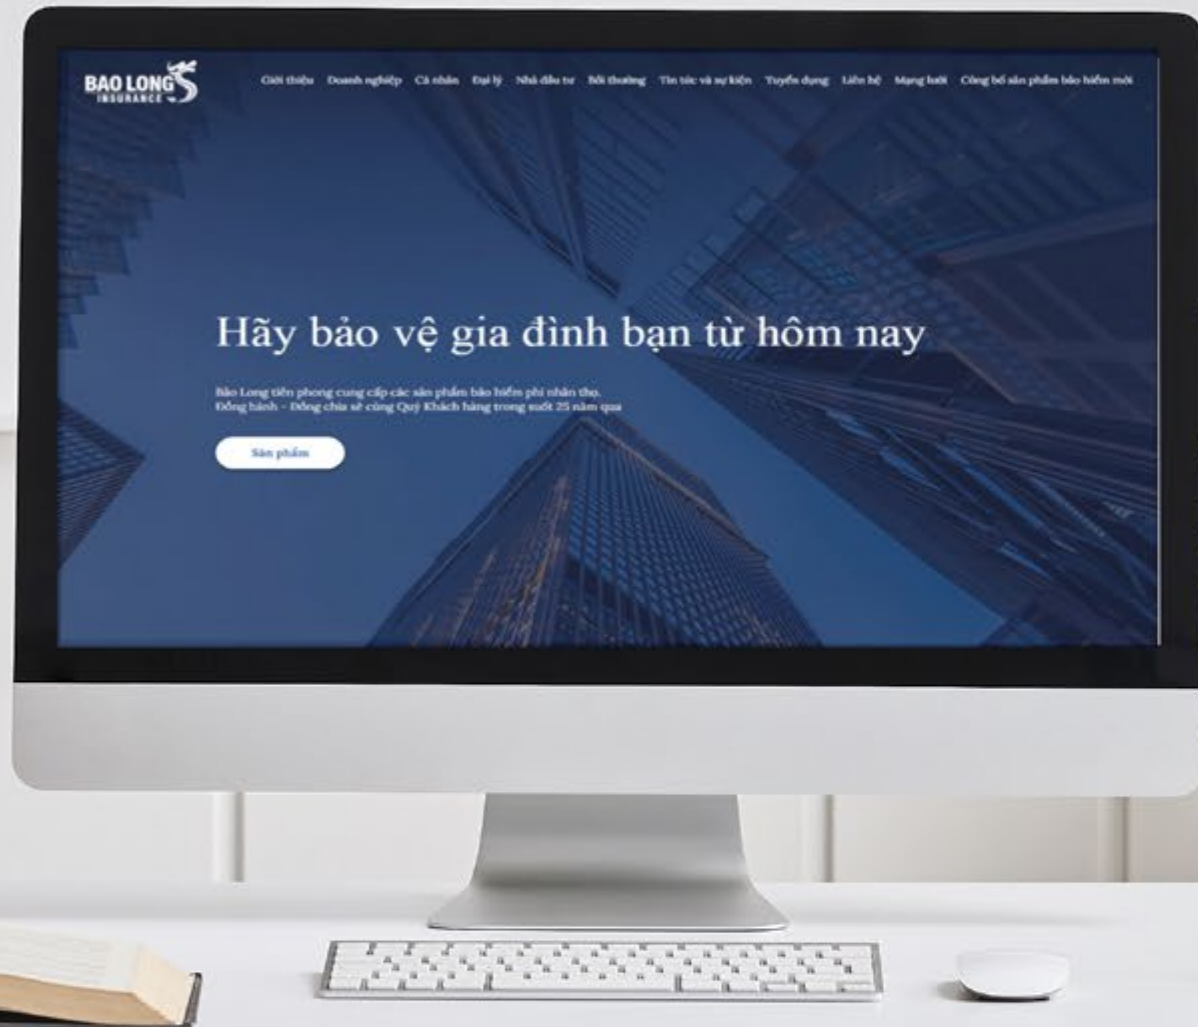 BAO LONG
INSURANCE
Giới thiệu Doanh nghiệp Cá nhân Đại lý Nhà đầu tư Bồi thường Tin tức và sự kiện Tuyển dụng Liên hệ Mạng lưới Công bố sản phẩm bảo hiểm mới
Hãy bảo vệ gia đình bạn từ hôm nay
Bảo Long tiên phong cung cấp các sản phẩm bảo hiểm phi nhân thọ.
Đồng hành - Đồng chia sẻ cùng Quý Khách hàng trong suốt 25 năm qua
Sản phẩm